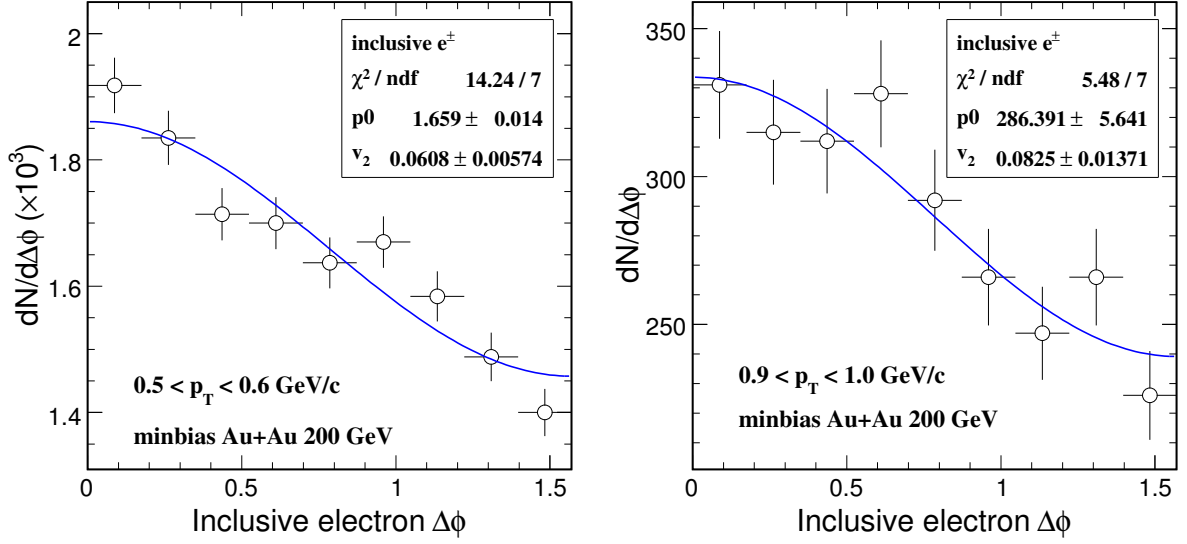 dN/dΔϕ (×10³)
2
1.8
1.6
1.4
inclusive e±
χ² / ndf 14.24 / 7
p0 1.659 ± 0.014
v₂ 0.0608 ± 0.00574
0.5 < p_T < 0.6 GeV/c
minbias Au+Au 200 GeV
0 0.5 1 1.5
Inclusive electron Δϕ
dN/dΔϕ
350
300
250
inclusive e±
χ² / ndf 5.48 / 7
p0 286.391 ± 5.641
v₂ 0.0825 ± 0.01371
0.9 < p_T < 1.0 GeV/c
minbias Au+Au 200 GeV
0 0.5 1 1.5
Inclusive electron Δϕ